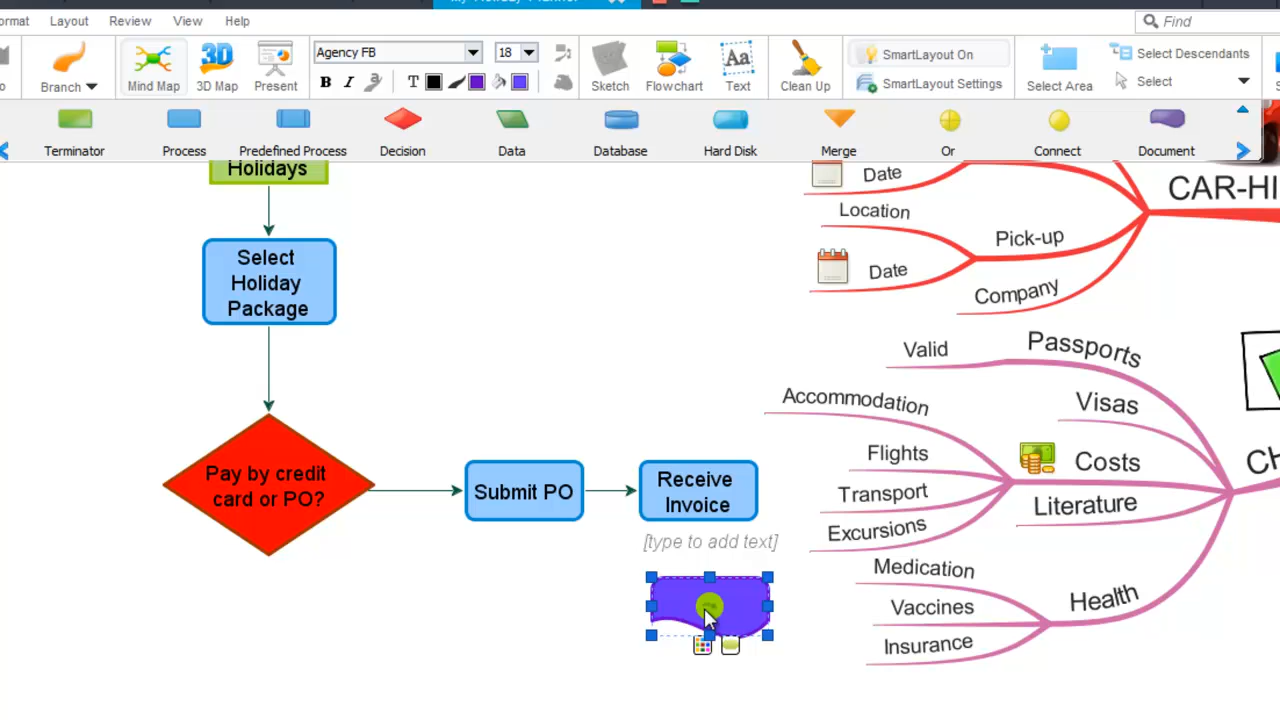 My Holiday Planner
ormat Layout Review View Help
Find
Branch
Mind Map
3D
3D Map
Present
Agency FB
18
B I T
Sketch
Flowchart
Aa
Text
Clean Up
SmartLayout On
SmartLayout Settings
Select Area
Select Descendants
Select
Terminator
Process
Predefined Process
Decision
Data
Database
Hard Disk
Merge
Or
Connect
Document
Holidays
Select
Holiday
Package
Pay by credit
card or PO?
Submit PO
Receive
Invoice
[type to add text]
Date
CAR-HI
Location
Pick-up
Date
Company
Valid
Passports
Accommodation
Visas
Flights
Costs
CH
Transport
Literature
Excursions
Medication
Vaccines
Health
Insurance